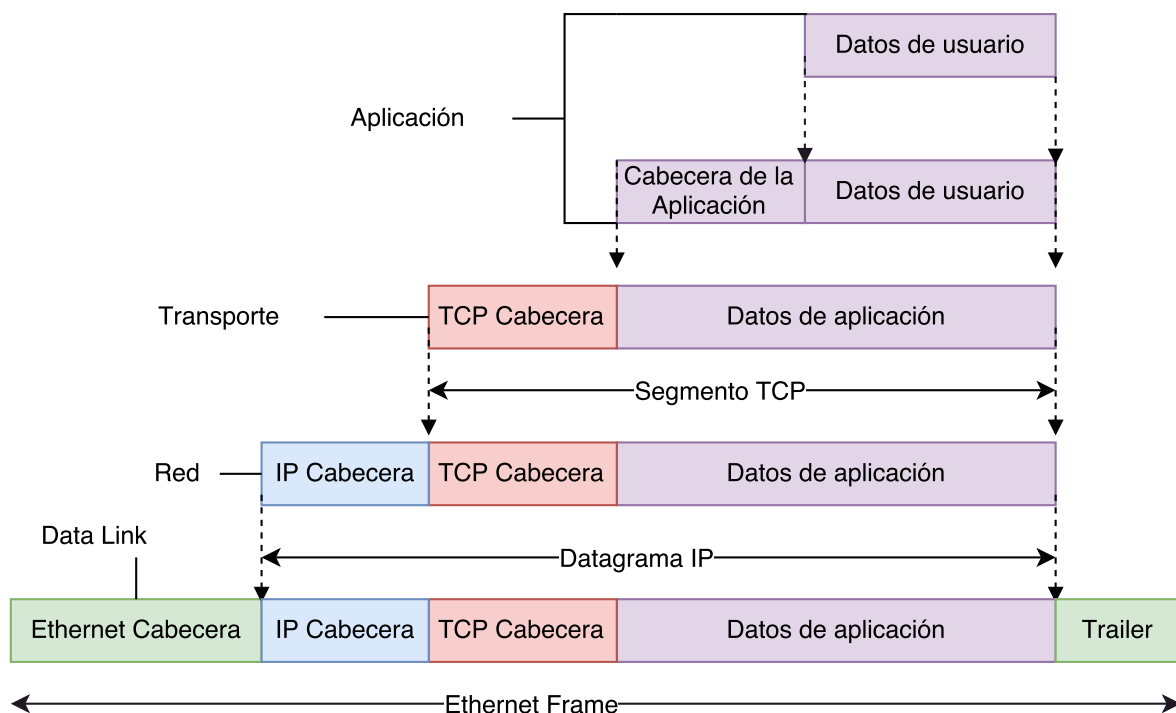 Datos de usuario
Aplicación
Cabecera de la
Aplicación
Datos de usuario
Transporte
TCP Cabecera
Datos de aplicación
Segmento TCP
Red
IP Cabecera
TCP Cabecera
Datos de aplicación
Data Link
Datagrama IP
Ethernet Cabecera
IP Cabecera
TCP Cabecera
Datos de aplicación
Trailer
Ethernet Frame